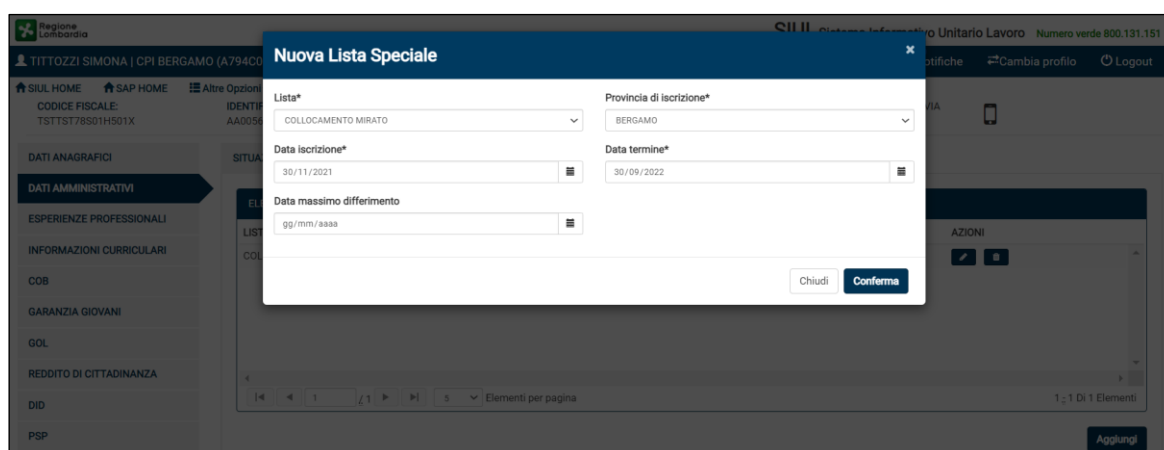 Regione
Lombardia
SIUL Sistema Informativo Unitario Lavoro Numero verde 800.131.151
TITTOZZI SIMONA | CPI BERGAMO (A794C0
otifiche Cambia profilo Logout
SIUL HOME SAP HOME Altre Opzioni
CODICE FISCALE:
TSTTST78S01H501X
IDENTIF
AA0056
VIA
Nuova Lista Speciale
×
Lista*
COLLOCAMENTO MIRATO
Provincia di iscrizione*
BERGAMO
Data iscrizione*
30/11/2021
Data termine*
30/09/2022
Data massimo differimento
gg/mm/aaaa
Chiudi Conferma
DATI ANAGRAFICI
DATI AMMINISTRATIVI
ESPERIENZE PROFESSIONALI
INFORMAZIONI CURRICULARI
COB
GARANZIA GIOVANI
GOL
REDDITO DI CITTADINANZA
DID
PSP
SITUA
ELE
LIST
AZIONI
COL
1 / 1 5 Elementi per pagina
1 - 1 Di 1 Elementi
Aggiungi